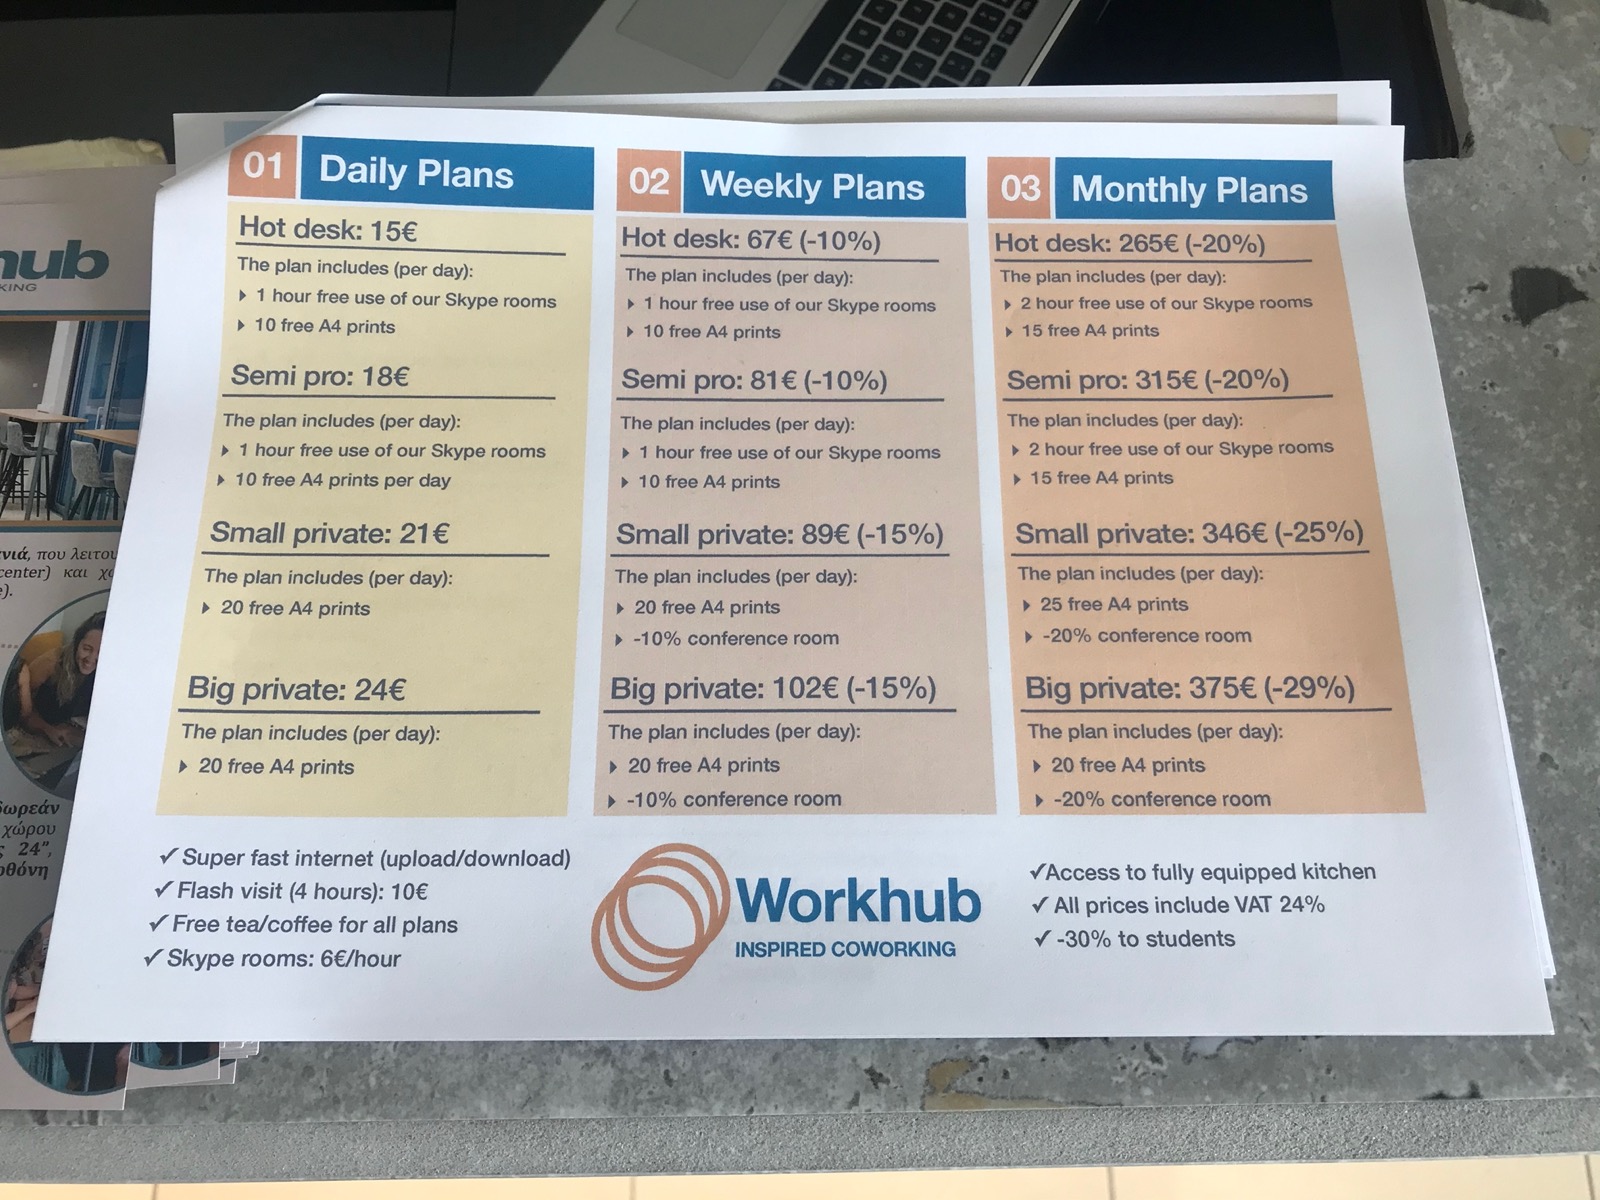 01 Daily Plans
Hot desk: 15€
The plan includes (per day):
1 hour free use of our Skype rooms
10 free A4 prints
Semi pro: 18€
The plan includes (per day):
1 hour free use of our Skype rooms
10 free A4 prints per day
Small private: 21€
The plan includes (per day):
20 free A4 prints
Big private: 24€
The plan includes (per day):
20 free A4 prints
02 Weekly Plans
Hot desk: 67€ (-10%)
The plan includes (per day):
1 hour free use of our Skype rooms
10 free A4 prints
Semi pro: 81€ (-10%)
The plan includes (per day):
1 hour free use of our Skype rooms
10 free A4 prints
Small private: 89€ (-15%)
The plan includes (per day):
20 free A4 prints
-10% conference room
Big private: 102€ (-15%)
The plan includes (per day):
20 free A4 prints
-10% conference room
03 Monthly Plans
Hot desk: 265€ (-20%)
The plan includes (per day):
2 hour free use of our Skype rooms
15 free A4 prints
Semi pro: 315€ (-20%)
The plan includes (per day):
2 hour free use of our Skype rooms
15 free A4 prints
Small private: 346€ (-25%)
The plan includes (per day):
25 free A4 prints
-20% conference room
Big private: 375€ (-29%)
The plan includes (per day):
20 free A4 prints
-20% conference room
✓ Super fast internet (upload/download)
✓ Flash visit (4 hours): 10€
✓ Free tea/coffee for all plans
✓ Skype rooms: 6€/hour
Workhub
INSPIRED COWORKING
✓Access to fully equipped kitchen
✓ All prices include VAT 24%
✓ -30% to students
hub
KING
νιά, που λειτου
center) και
δωρεάν
χώρου
24",
οθόνη